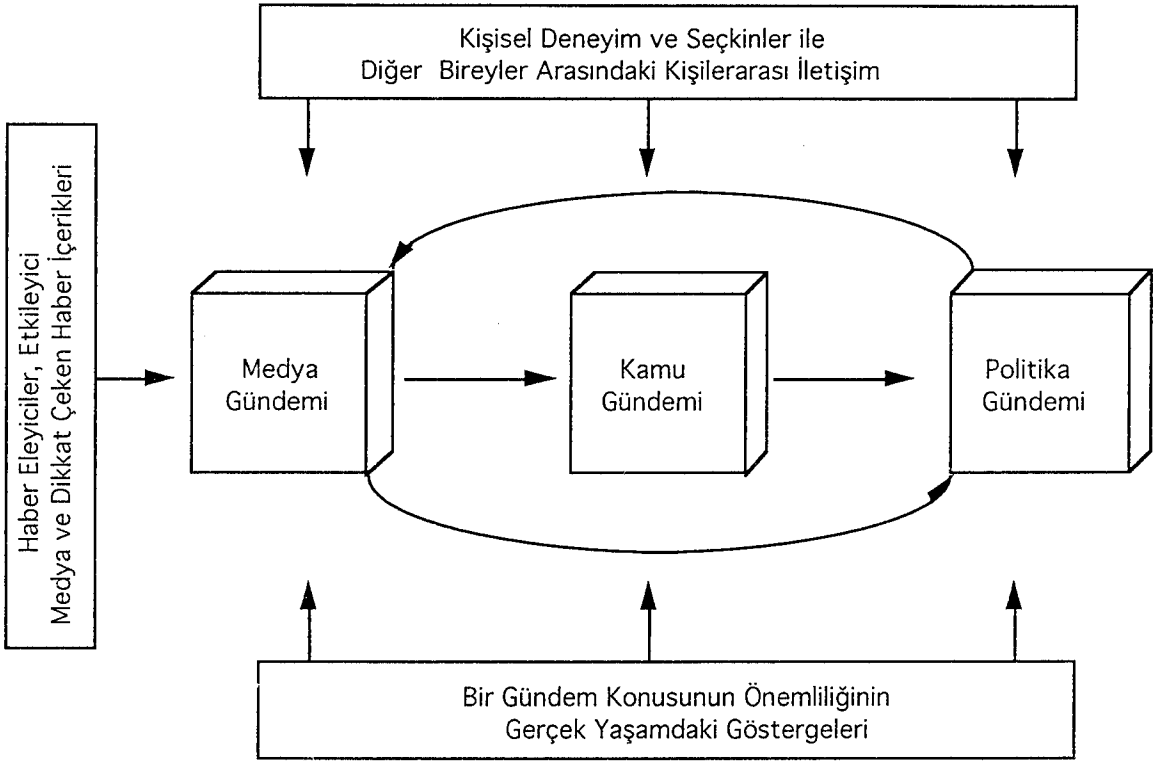 Kişisel Deneyim ve Seçkinler ile
Diğer Bireyler Arasındaki Kişilerarası İletişim
Haber Eleyiciler, Etkileyici
Medya ve Dikkat Çeken Haber İçerikleri
Medya
Gündemi
Kamu
Gündemi
Politika
Gündemi
Bir Gündem Konusunun Önemliliğinin
Gerçek Yaşamdaki Göstergeleri